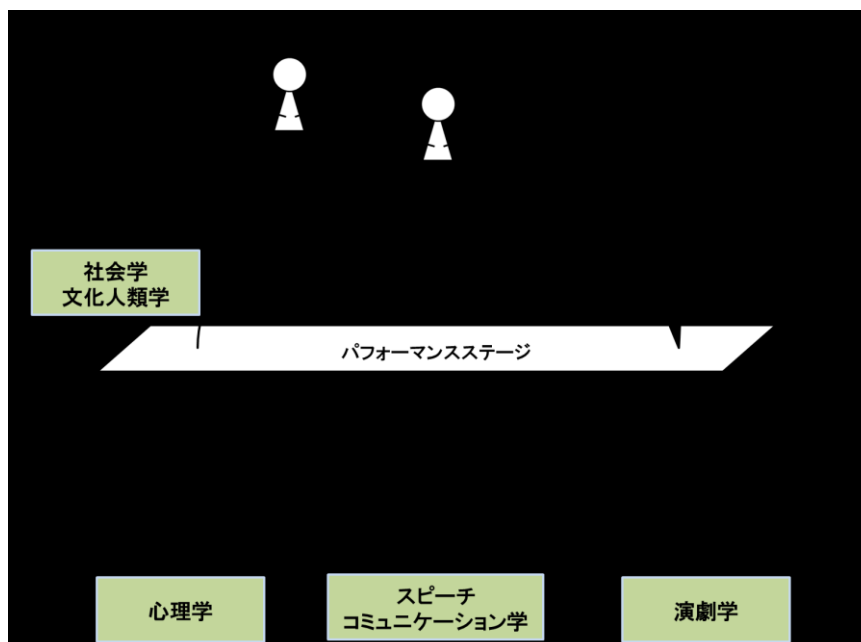 社会学
文化人類学
パフォーマンスステージ
心理学
スピーチ
コミュニケーション学
演劇学